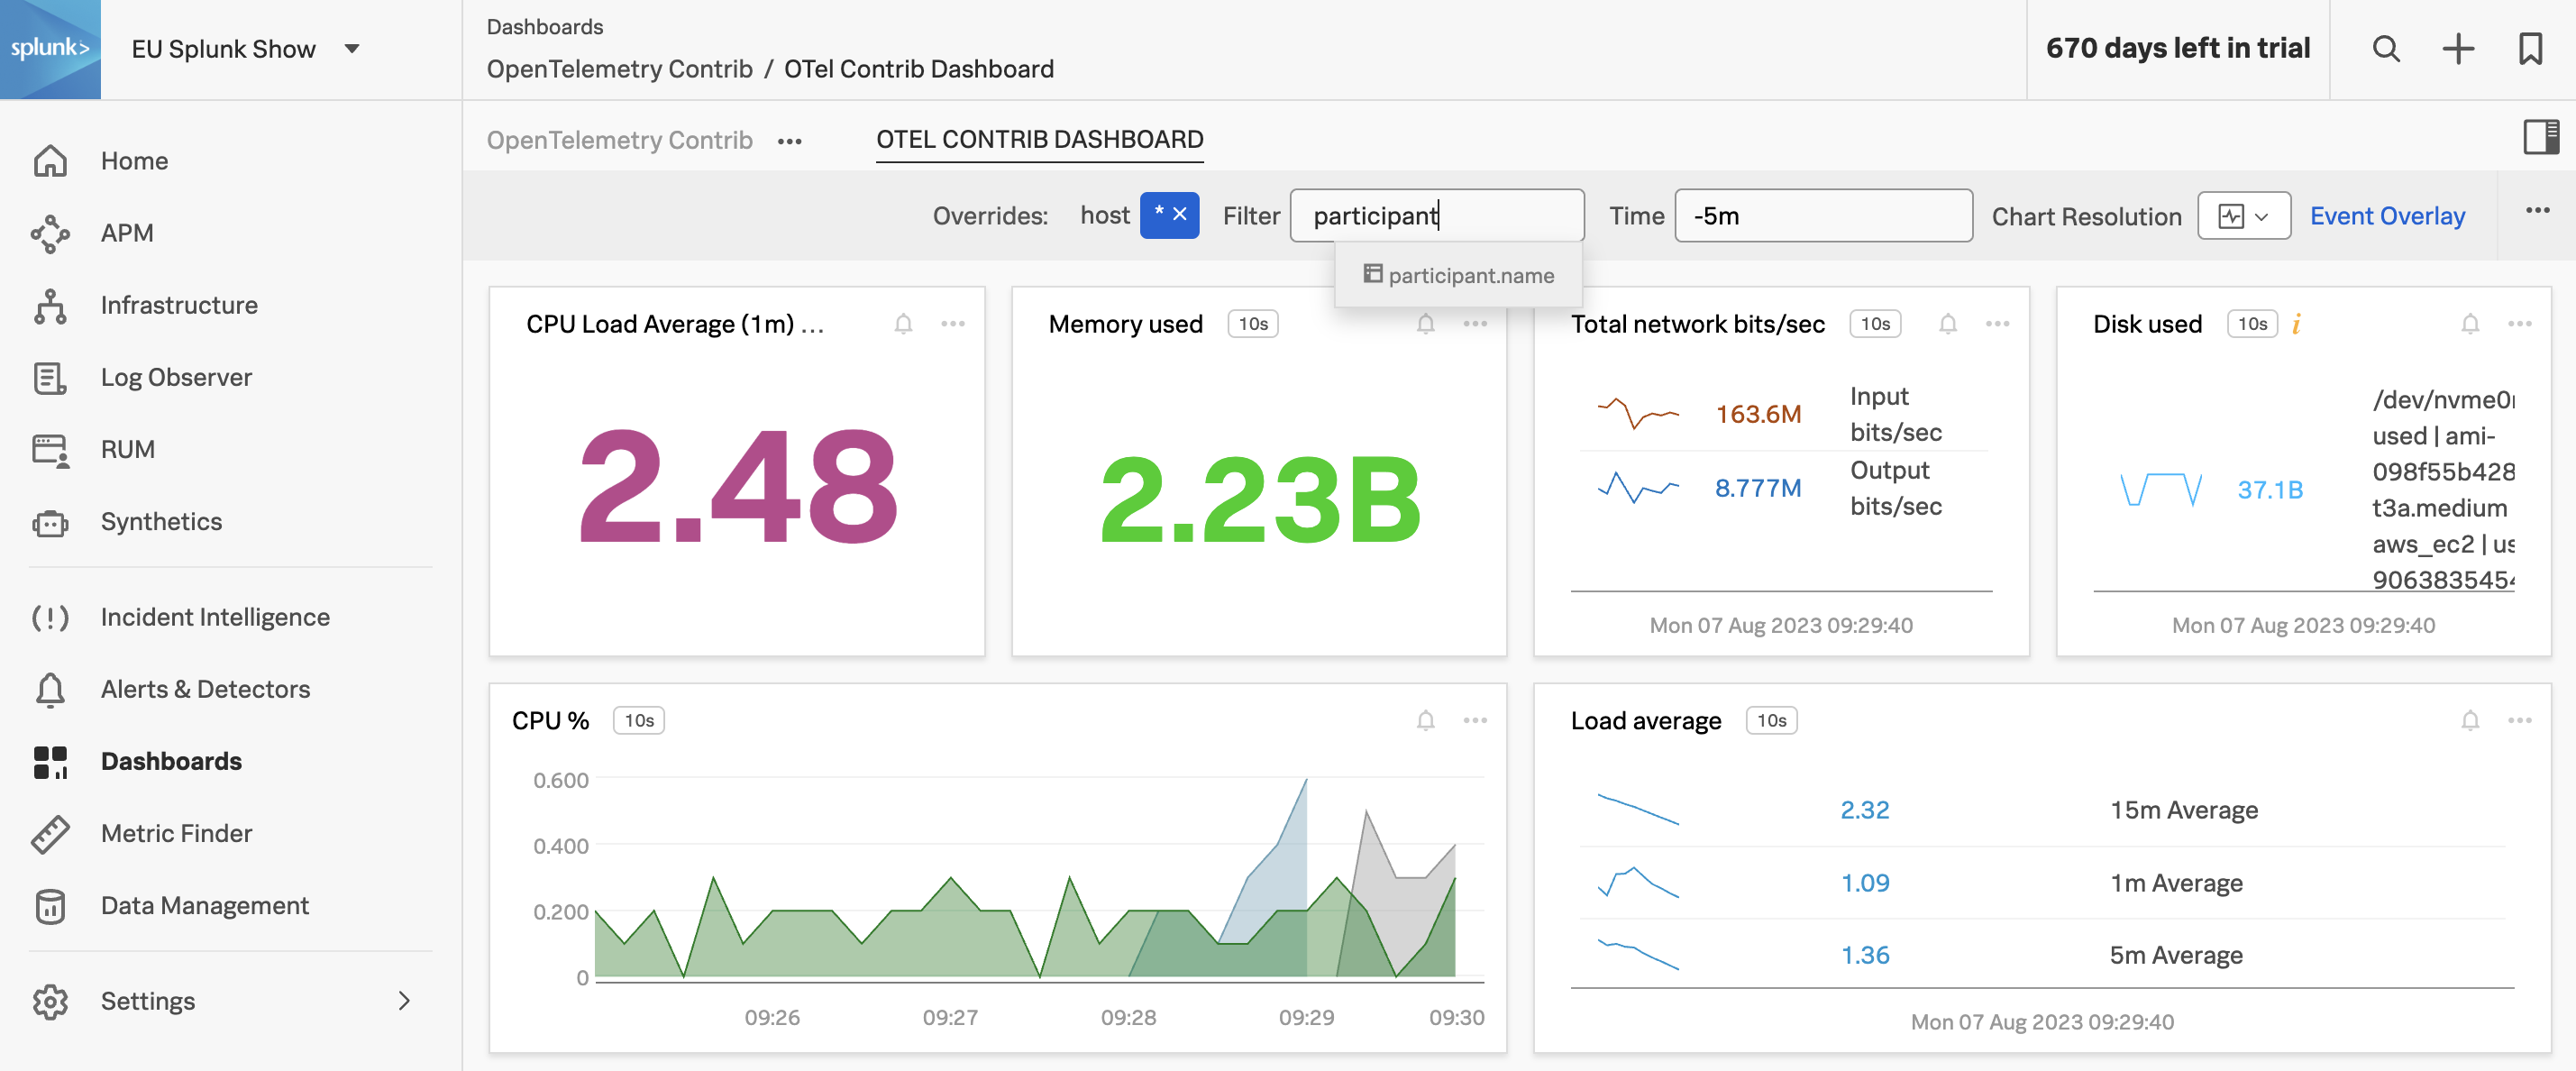 splunk>
EU Splunk Show
Dashboards
OpenTelemetry Contrib / OTel Contrib Dashboard
670 days left in trial
Home
APM
Infrastructure
Log Observer
RUM
Synthetics
Incident Intelligence
Alerts & Detectors
Dashboards
Metric Finder
Data Management
Settings
OpenTelemetry Contrib ••• OTEL CONTRIB DASHBOARD
Overrides: host * × Filter participant Time -5m Chart Resolution Event Overlay •••
participant.name
CPU Load Average (1m) ...
2.48
Memory used 10s
2.23B
Total network bits/sec 10s
163.6M Input
bits/sec
8.777M Output
bits/sec
Mon 07 Aug 2023 09:29:40
Disk used 10s i
/dev/nvme0
used | ami-
098f55b428
37.1B
t3a.medium
aws_ec2 | us
9063835454
Mon 07 Aug 2023 09:29:40
CPU % 10s
0.600
0.400
0.200
0
09:26 09:27 09:28 09:29 09:30
Load average 10s
2.32 15m Average
1.09 1m Average
1.36 5m Average
Mon 07 Aug 2023 09:29:40